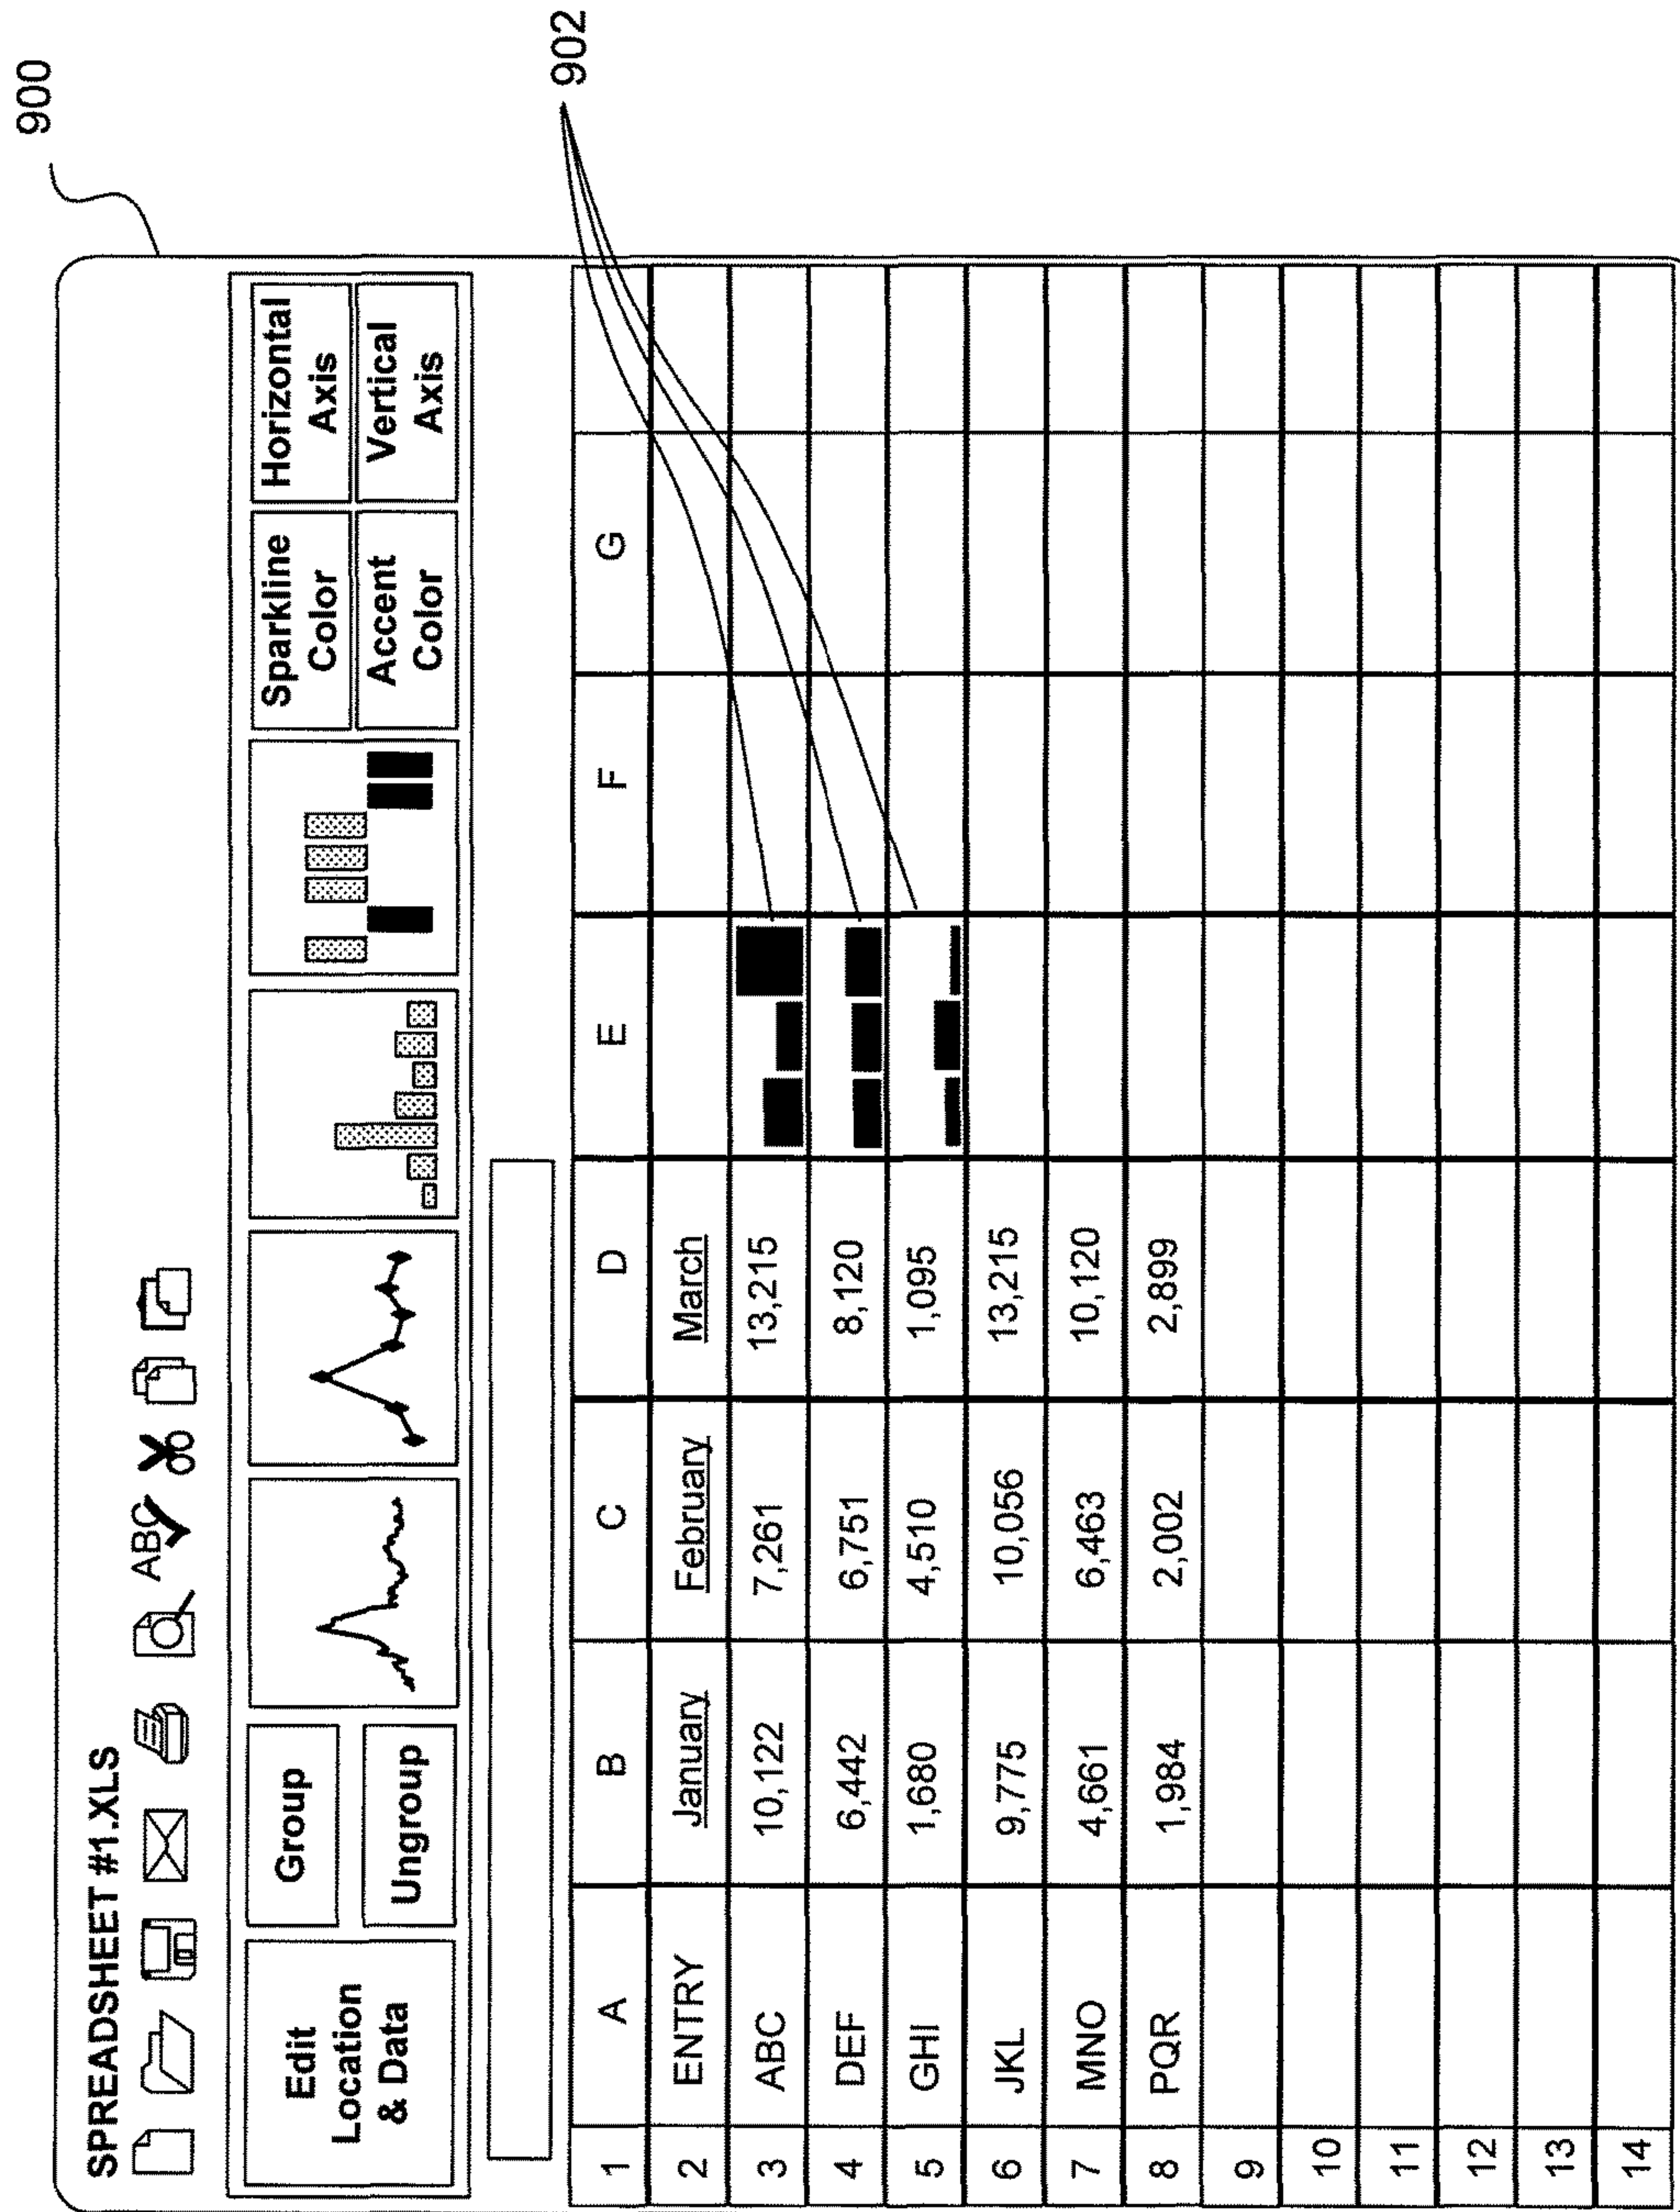 900
SPREADSHEET #1.XLS
ABC
Edit Location & Data
Group
Ungroup
Sparkline Color
Accent Color
Horizontal Axis
Vertical Axis
902
1 A B C D E F G
2 ENTRY January February March
3 ABC 10,122 7,261 13,215
4 DEF 6,442 6,751 8,120
5 GHI 1,680 4,510 1,095
6 JKL 9,775 10,056 13,215
7 MNO 4,661 6,463 10,120
8 PQR 1,984 2,002 2,899
9
10
11
12
13
14